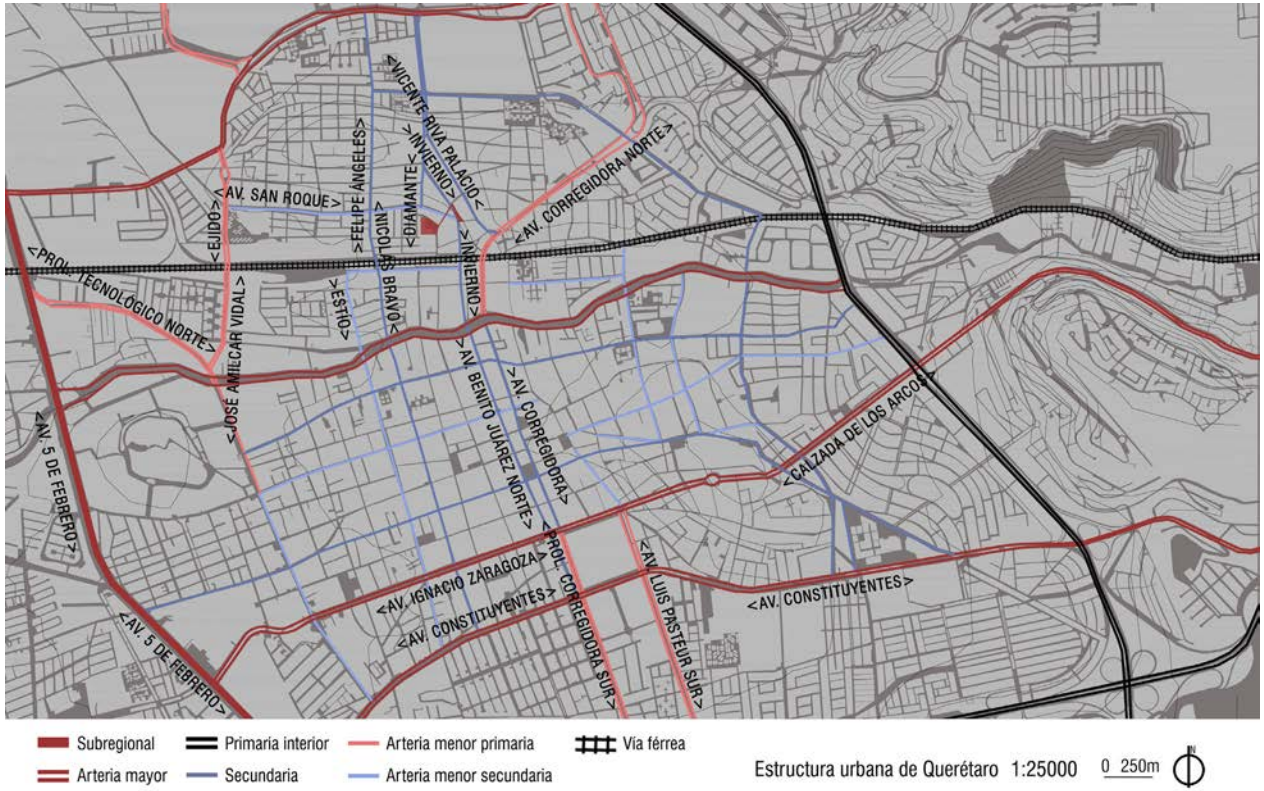 <VICENTE RIVA PALACIO<
<INVIERNO>
<DIAMANTE>
<FELIPE ÁNGELES>
<AV. CORREGIDORA NORTE>
<AV. SAN ROQUE>
<EJIDO>
<NICOLÁS BRAVO>
<INVIERNO>
<PROL. TECNOLÓGICO NORTE>
<ESTÍO>
<JOSÉ AMILCAR VIDAL>
<AV. BENITO JUÁREZ NORTE>
<AV. CORREGIDORA>
<CALZADA DE LOS ARCOS>
<AV. 5 DE FEBRERO>
<AV. IGNACIO ZARAGOZA>
<PROL. CORREGIDORA SUR>
<AV. LUIS PASTEUR SUR>
<AV. CONSTITUYENTES>
<AV. CONSTITUYENTES>
<AV. 5 DE FEBRERO>
Subregional
Primaria interior
Arteria menor primaria
Vía férrea
Arteria mayor
Secundaria
Arteria menor secundaria
Estructura urbana de Querétaro 1:25000
0 250m
N